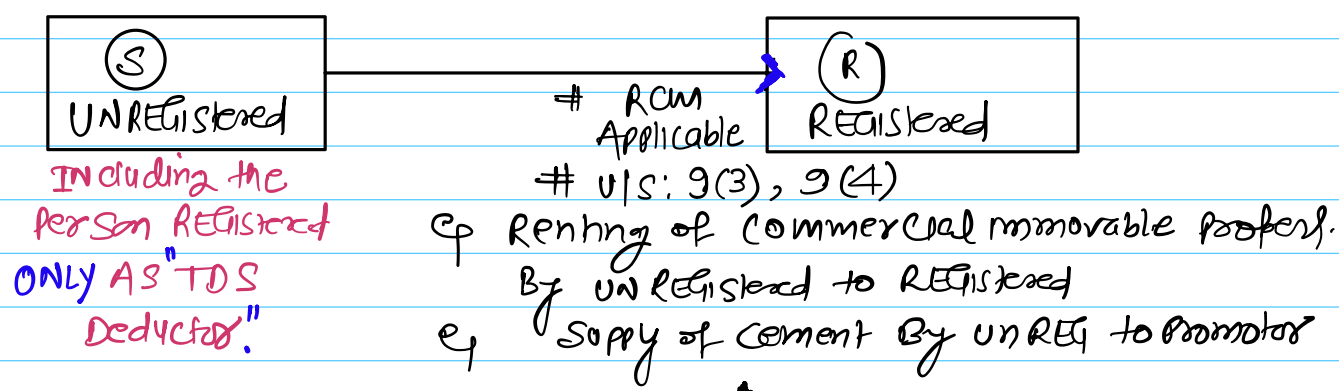 S
UNREGIStered
INcluding the
Person REGIStered
ONLY AS "TDS
Deductor."
R
REGIStered
# RCM
Applicable
# U/S: 9(3), 9(4)
eg Renting of Commercial immovable Propert.
By UNREGIStered to REGIStered
eg Suppy of Cement By UnREG to Promotor